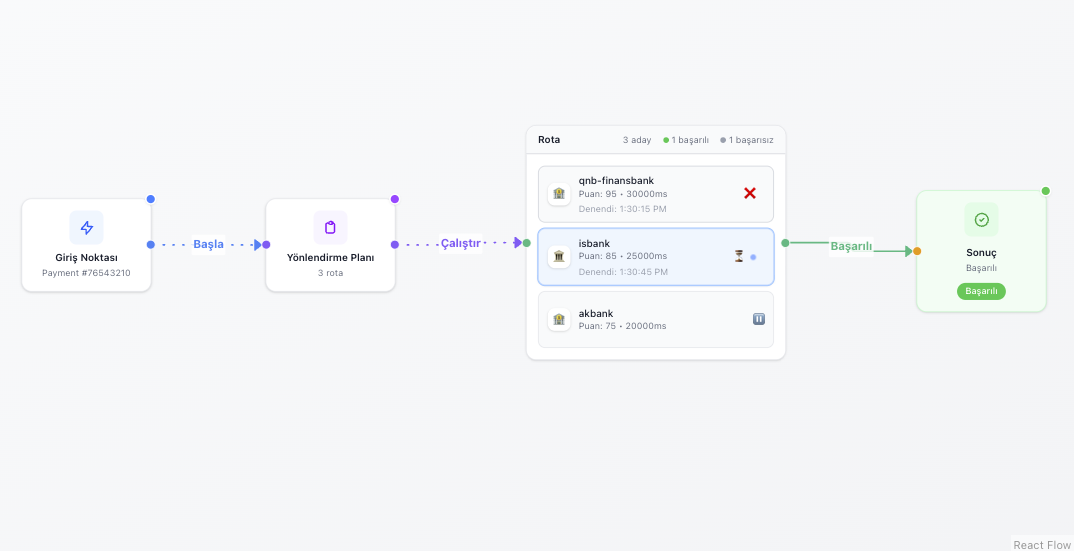 Giriş Noktası
Payment #76543210
Başla
Yönlendirme Planı
3 rota
Çalıştır
Rota
3 aday
1 başarılı
1 başarısız
qnb-finansbank
Puan: 95 • 30000ms
Denendi: 1:30:15 PM
isbank
Puan: 85 • 25000ms
Denendi: 1:30:45 PM
akbank
Puan: 75 • 20000ms
Başarılı
Sonuç
Başarılı
Başarılı
React Flow